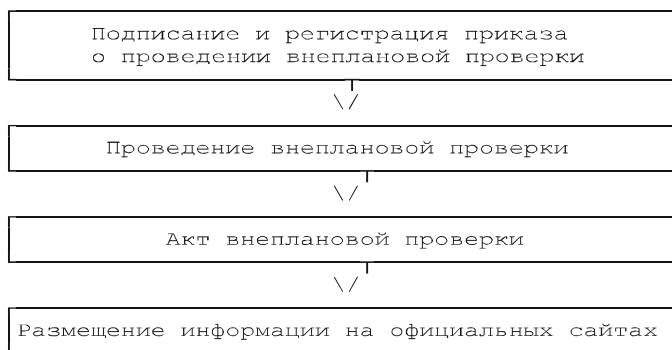 Подписание и регистрация приказа
о проведении внеплановой проверки
Проведение внеплановой проверки
Акт внеплановой проверки
Размещение информации на официальных сайтах